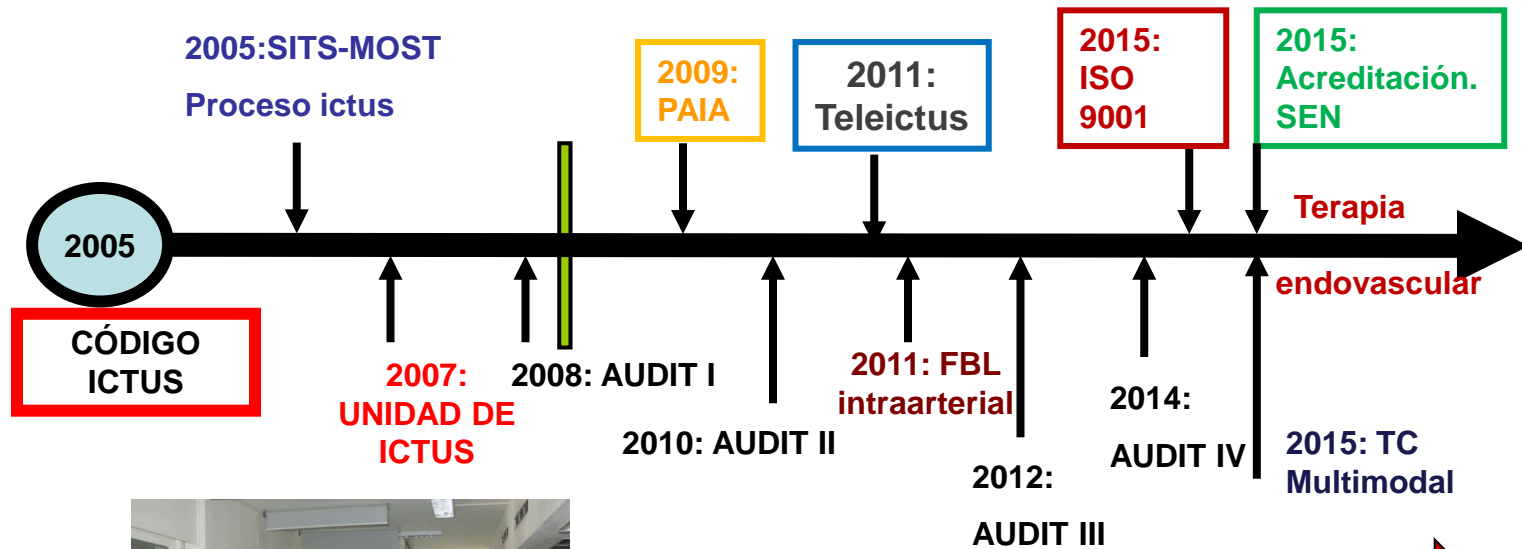 2005:SITS-MOST
Proceso ictus
2009:
PAIA
2011:
Teleictus
2015:
ISO
9001
2015:
Acreditación.
SEN
2005
Terapia
endovascular
CÓDIGO
ICTUS
2007:
UNIDAD DE
ICTUS
2008: AUDIT I
2010: AUDIT II
2011: FBL
intraarterial
2012:
AUDIT III
2014:
AUDIT IV
2015: TC
Multimodal